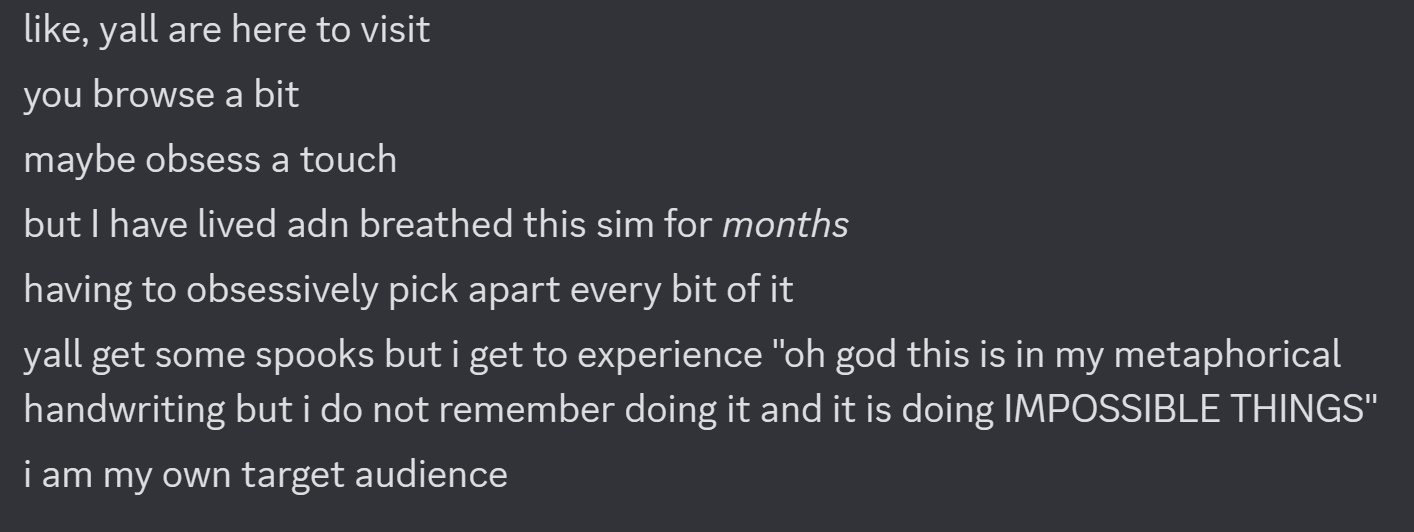 like, yall are here to visit
you browse a bit
maybe obsess a touch
but I have lived adn breathed this sim for months
having to obsessively pick apart every bit of it
yall get some spooks but i get to experience "oh god this is in my metaphorical
handwriting but i do not remember doing it and it is doing IMPOSSIBLE THINGS"
i am my own target audience